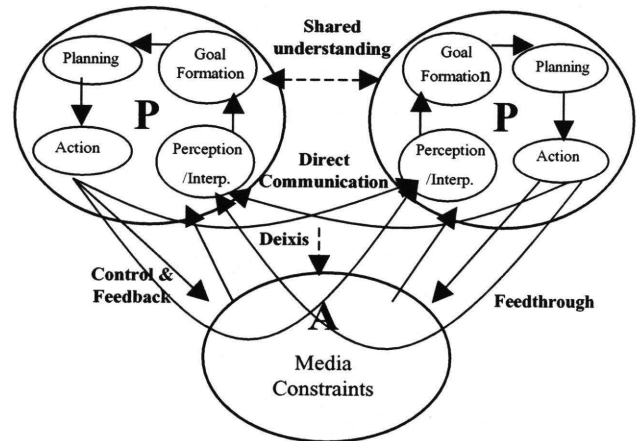 Shared
understanding
Planning
Goal
Formation
P
Action
Perception
/Interp.
Goal
Formation
Planning
P
Perception
/Interp.
Action
Direct
Communication
Deixis
Control &
Feedback
Feedthrough
A
Media
Constraints